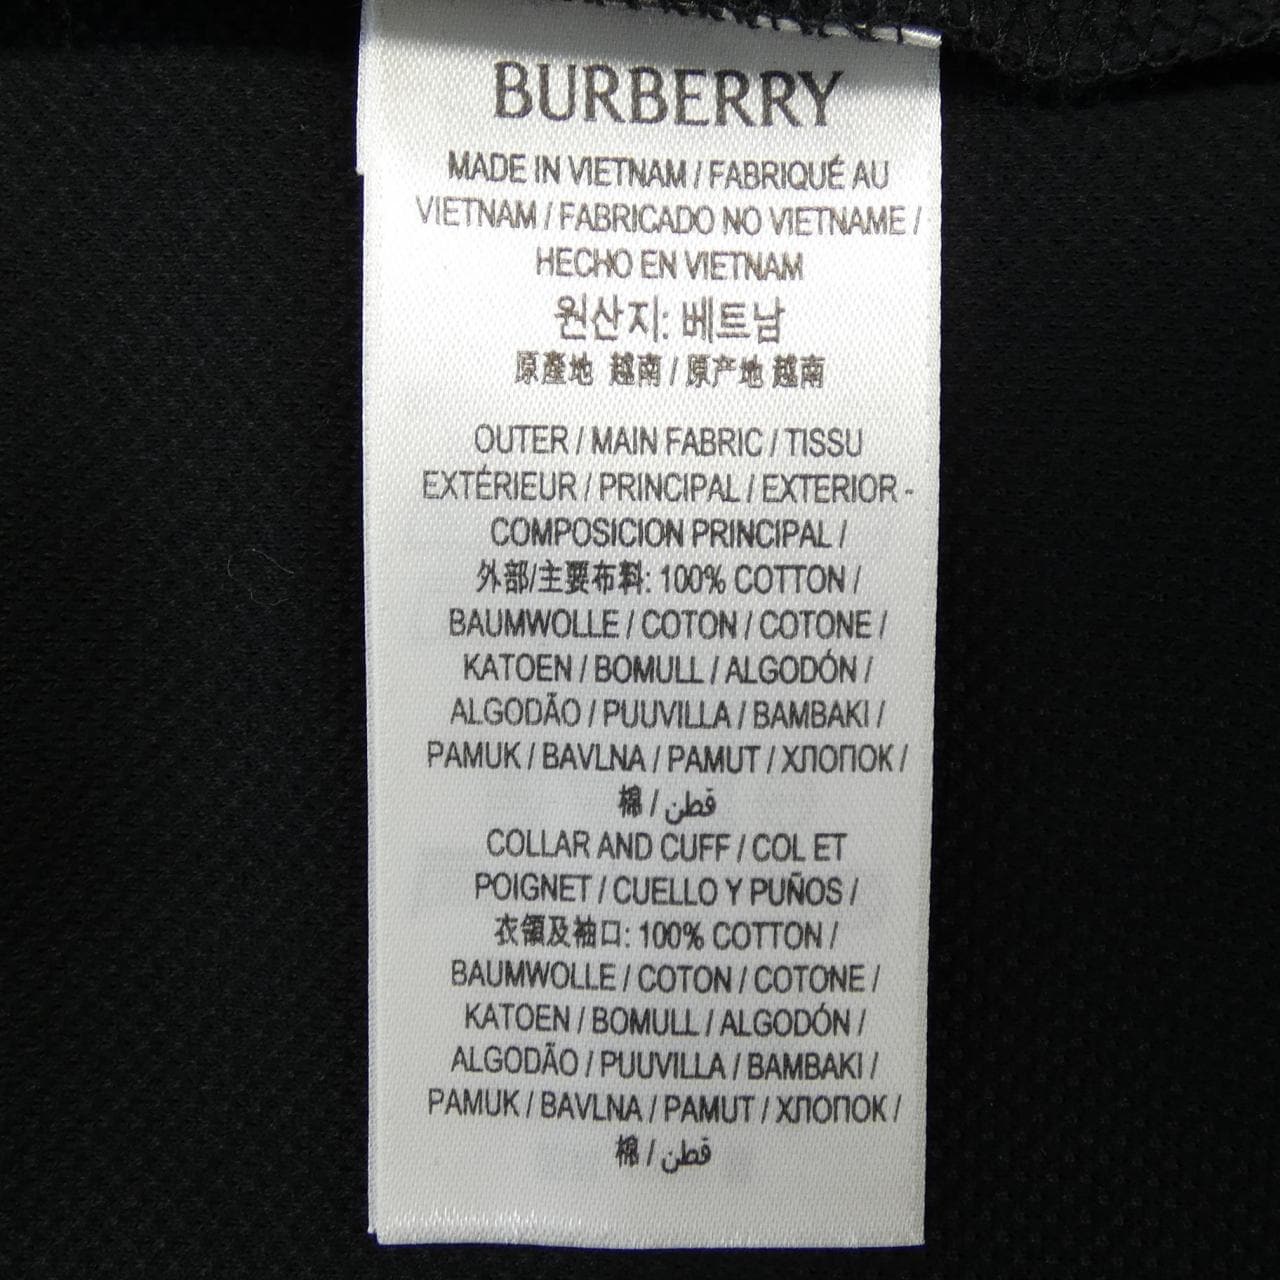 BURBERRY
MADE IN VIETNAM / FABRIQUÉ AU
VIETNAM / FABRICADO NO VIETNAME /
HECHO EN VIETNAM
원산지: 베트남
原產地 越南 / 原产地 越南
OUTER / MAIN FABRIC / TISSU
EXTÉRIEUR / PRINCIPAL / EXTERIOR -
COMPOSICION PRINCIPAL /
外部/主要布料: 100% COTTON /
BAUMWOLLE / COTON / COTONE /
KATOEN / BOMULL / ALGODÓN /
ALGODÃO / PUUVILLA / BAMBAKI /
PAMUK / BAVLNA / PAMUT / ХЛОПОК /
棉 / قطن
COLLAR AND CUFF / COL ET
POIGNET / CUELLO Y PUÑOS /
衣領及袖口: 100% COTTON /
BAUMWOLLE / COTON / COTONE /
KATOEN / BOMULL / ALGODÓN /
ALGODÃO / PUUVILLA / BAMBAKI /
PAMUK / BAVLNA / PAMUT / ХЛОПОК /
棉 / قطن